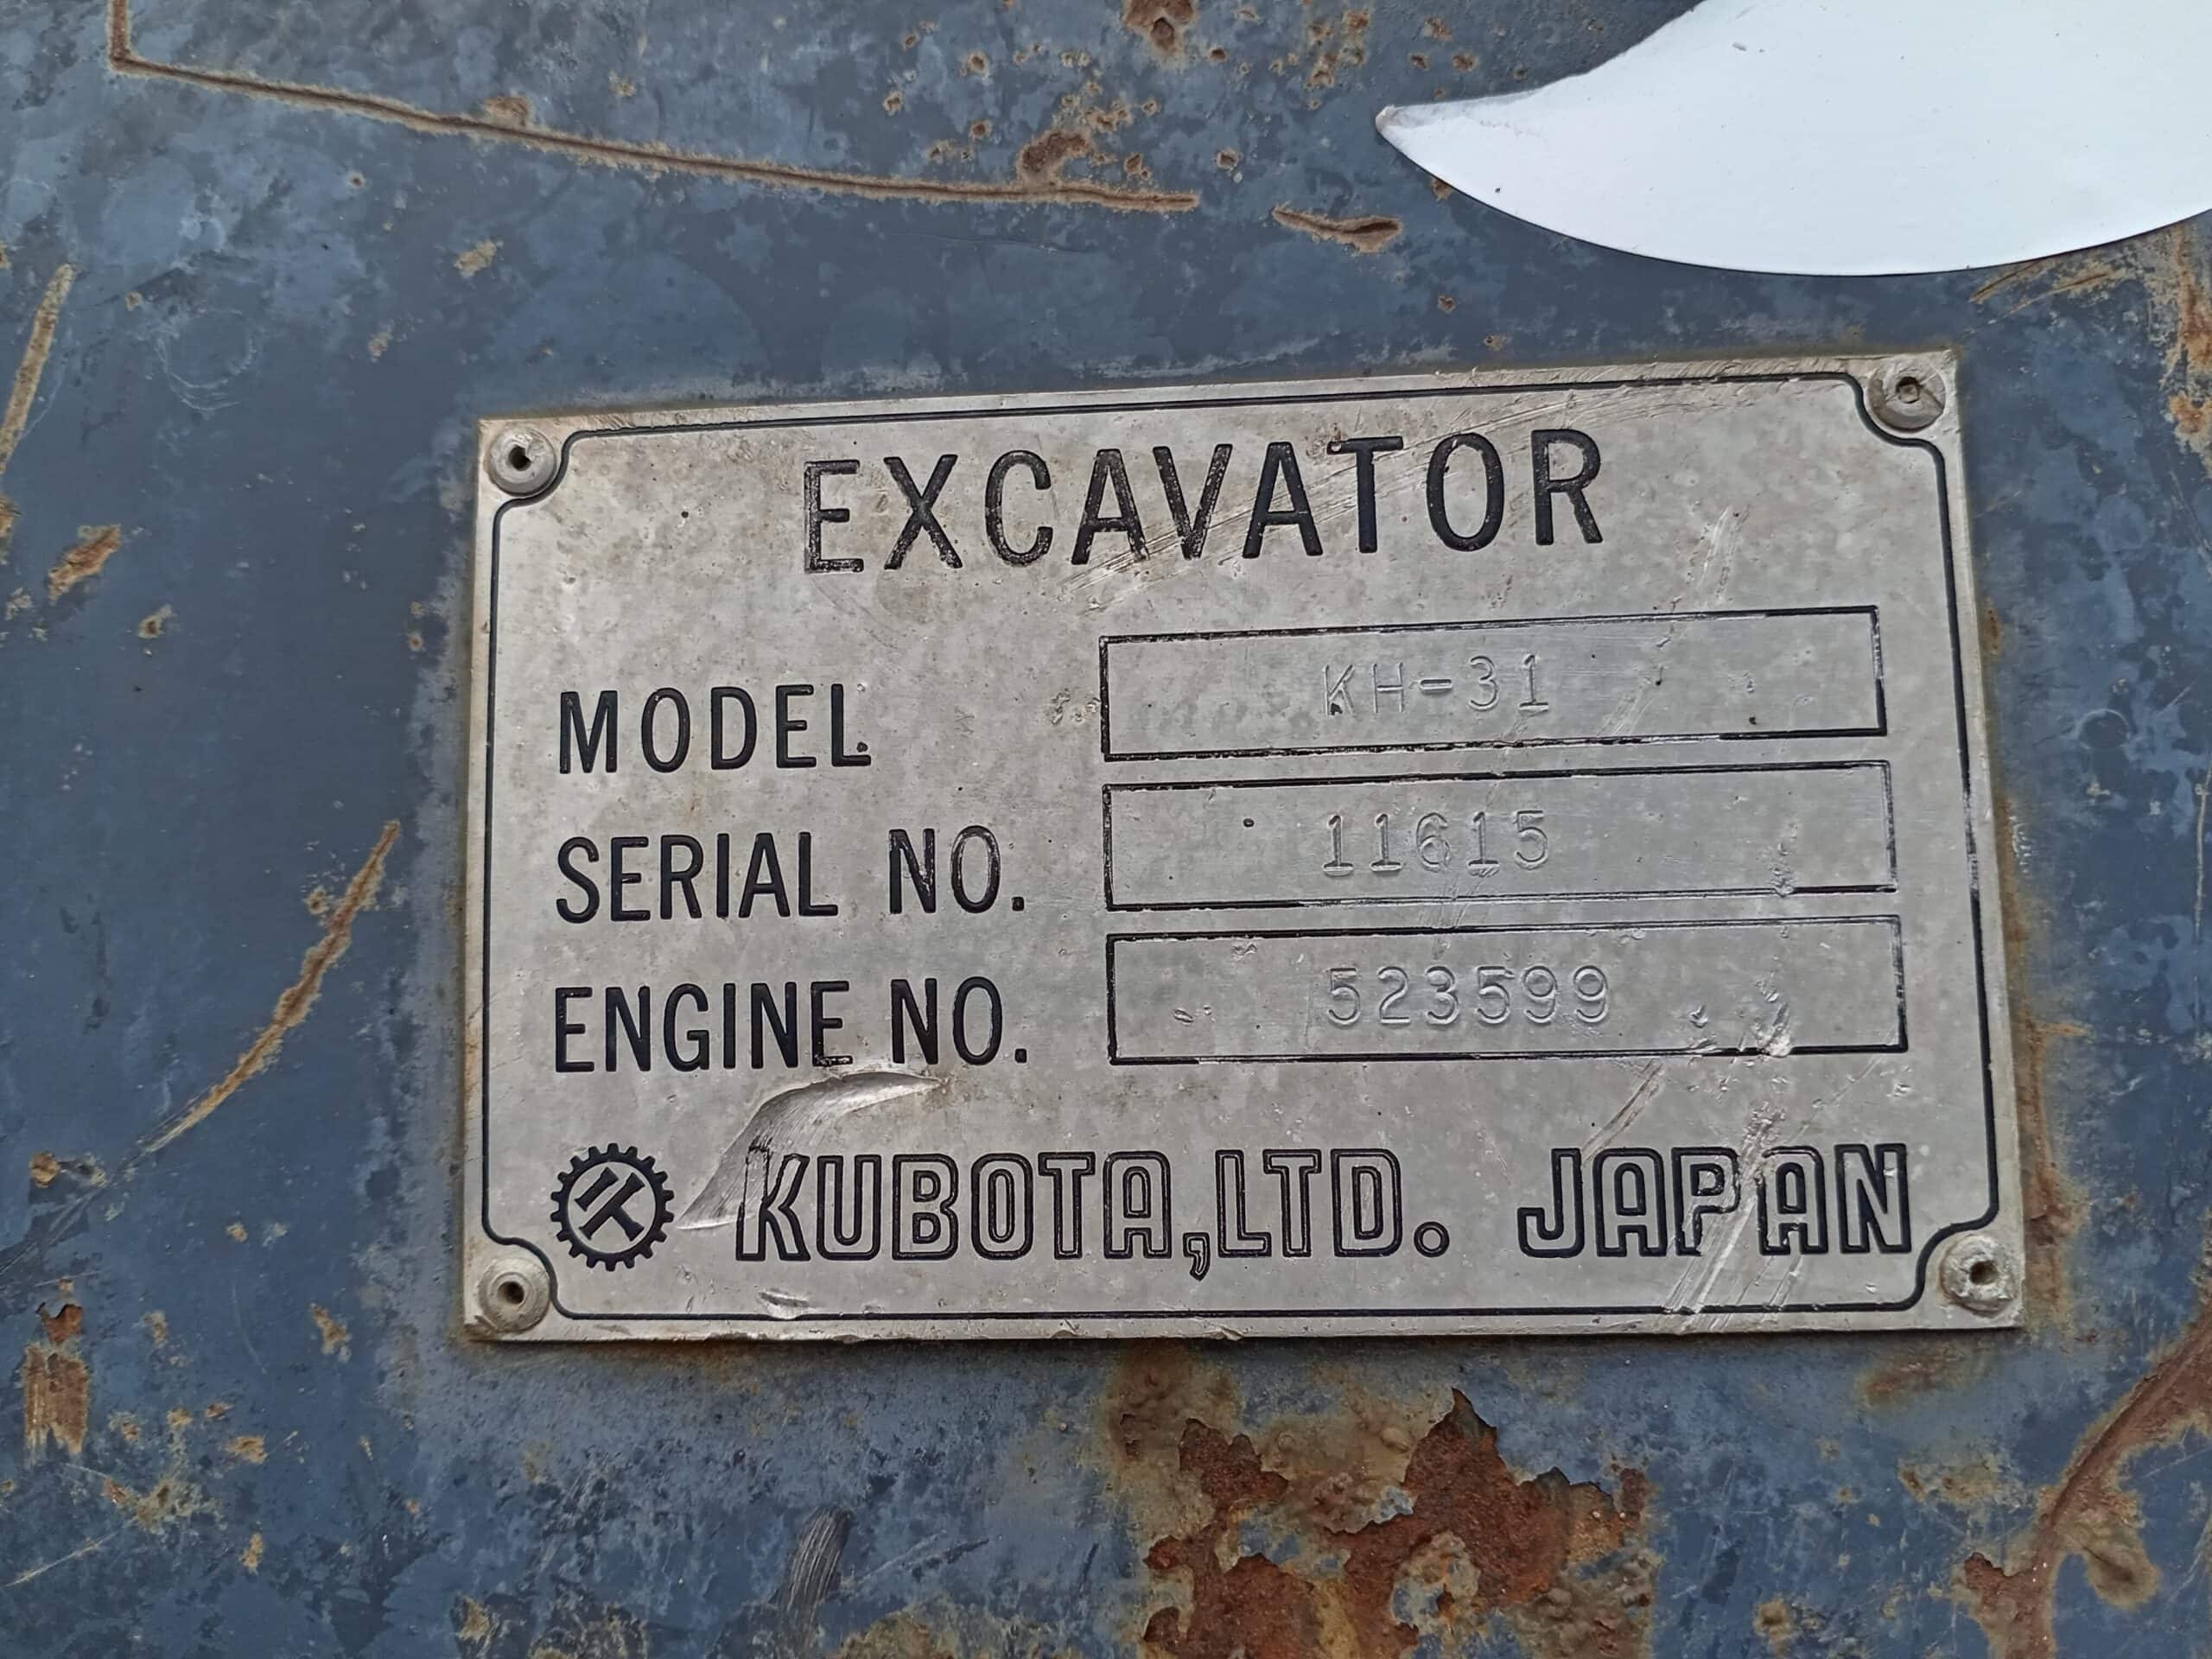 EXCAVATOR
MODEL KH-31
SERIAL NO. 11615
ENGINE NO. 523599
KUBOTA,LTD. JAPAN